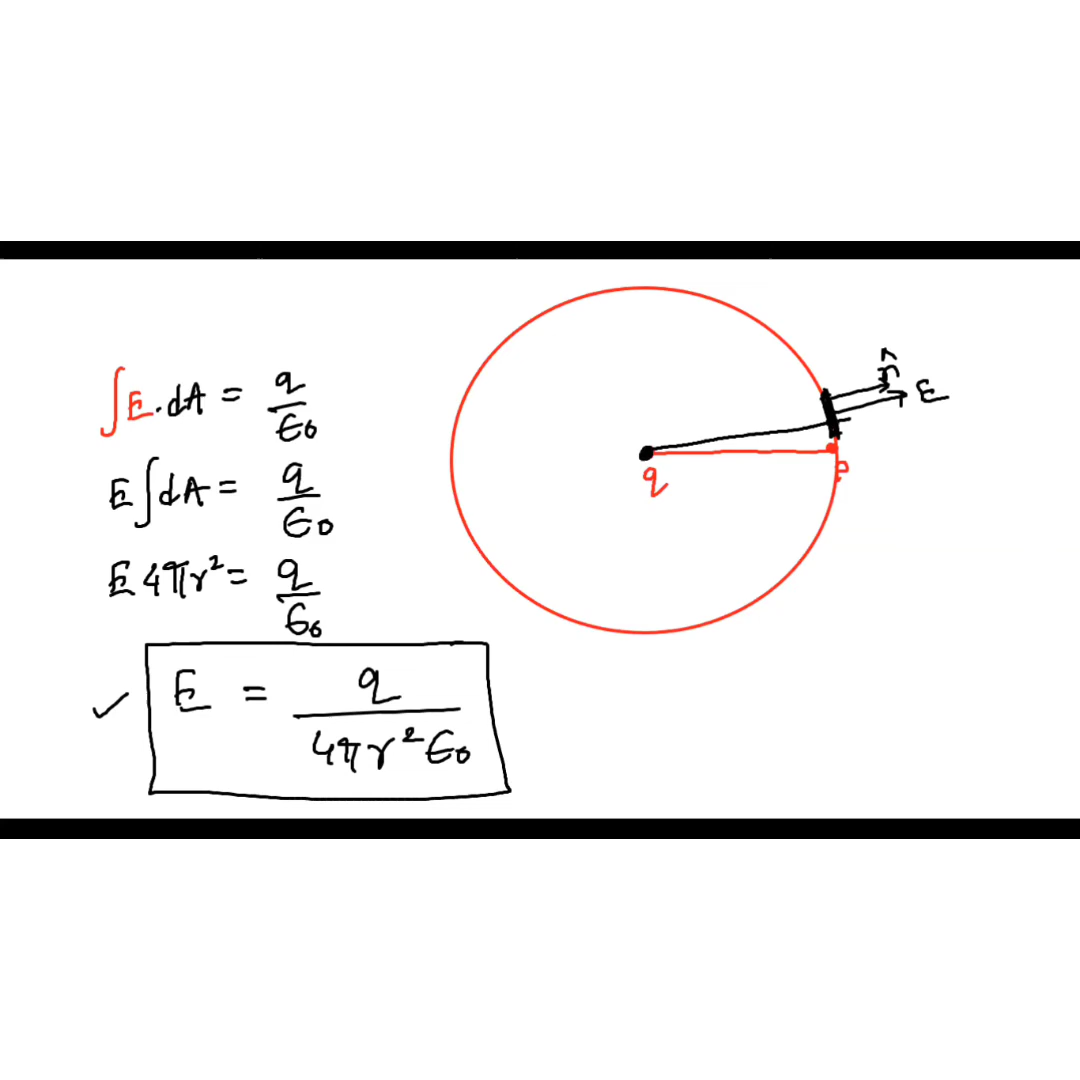 ∫E.dA = q/ϵ0
E∫dA = q/ϵ0
E 4πr² = q/ϵ0
✓ E = q/4πr²ϵ0
r̂
E
q
P